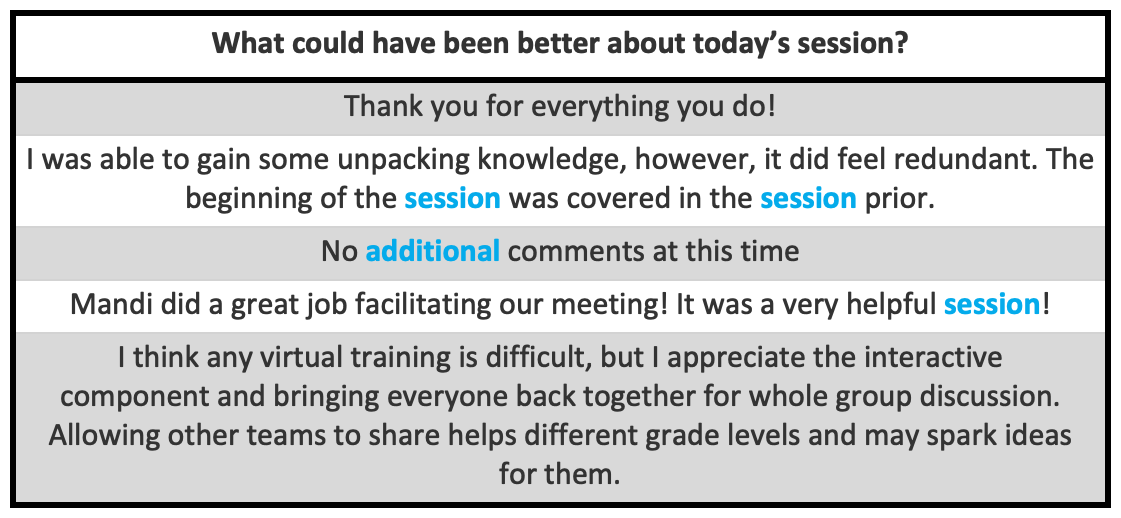 What could have been better about today’s session?
Thank you for everything you do!
I was able to gain some unpacking knowledge, however, it did feel redundant. The
beginning of the session was covered in the session prior.
No additional comments at this time
Mandi did a great job facilitating our meeting! It was a very helpful session!
I think any virtual training is difficult, but I appreciate the interactive
component and bringing everyone back together for whole group discussion.
Allowing other teams to share helps different grade levels and may spark ideas
for them.